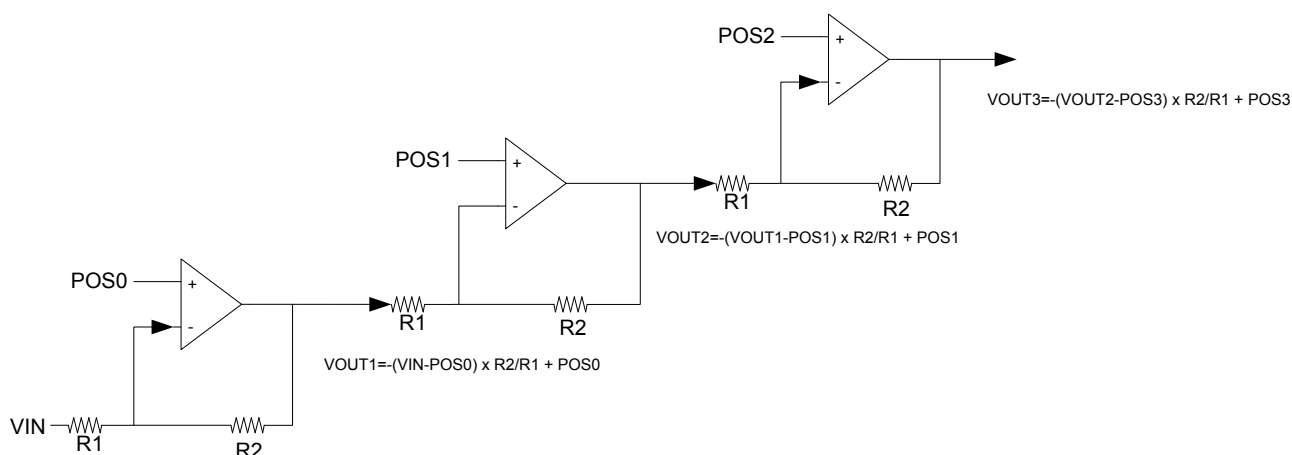 POS2
+
-
VOUT3=-(VOUT2-POS3) x R2/R1 + POS3
R1
R2
POS1
+
-
VOUT2=-(VOUT1-POS1) x R2/R1 + POS1
R1
R2
POS0
+
-
VOUT1=-(VIN-POS0) x R2/R1 + POS0
VIN
R1
R2